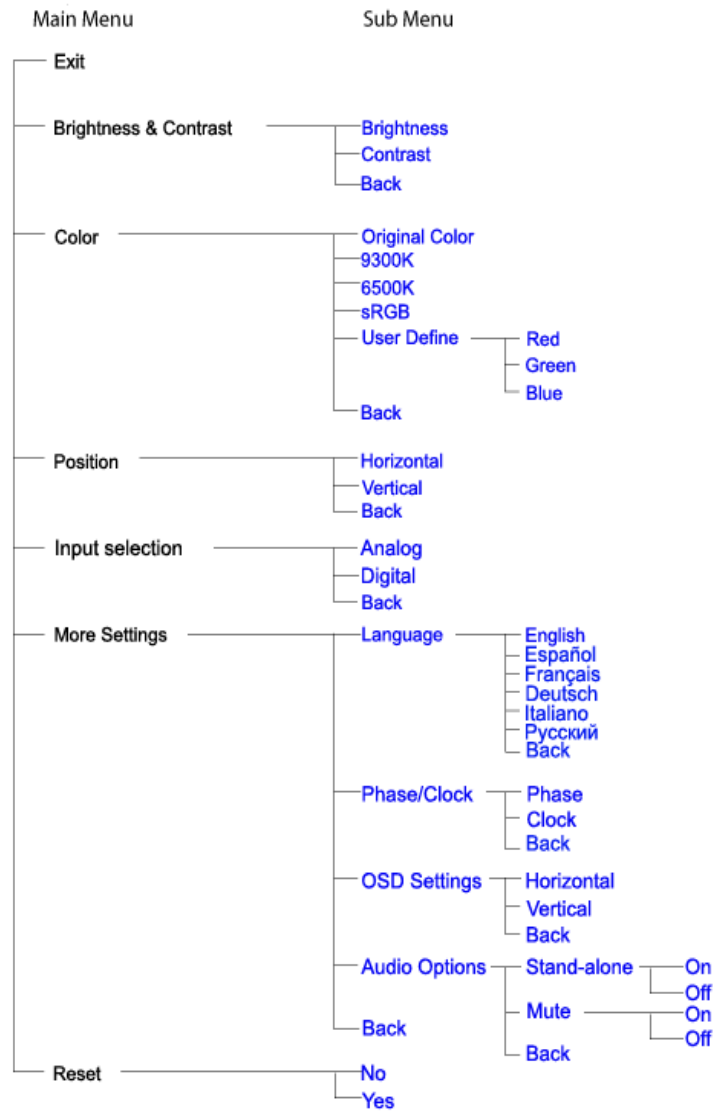 Main Menu Sub Menu
Exit
Brightness & Contrast Brightness
Contrast
Back
Color Original Color
9300K
6500K
sRGB
User Define Red
Green
Blue
Back
Position Horizontal
Vertical
Back
Input selection Analog
Digital
Back
More Settings Language English
Español
Français
Deutsch
Italiano
Русский
Back
Phase/Clock Phase
Clock
Back
OSD Settings Horizontal
Vertical
Back
Audio Options Stand-alone On
Off
Mute On
Off
Back Back
Reset No
Yes